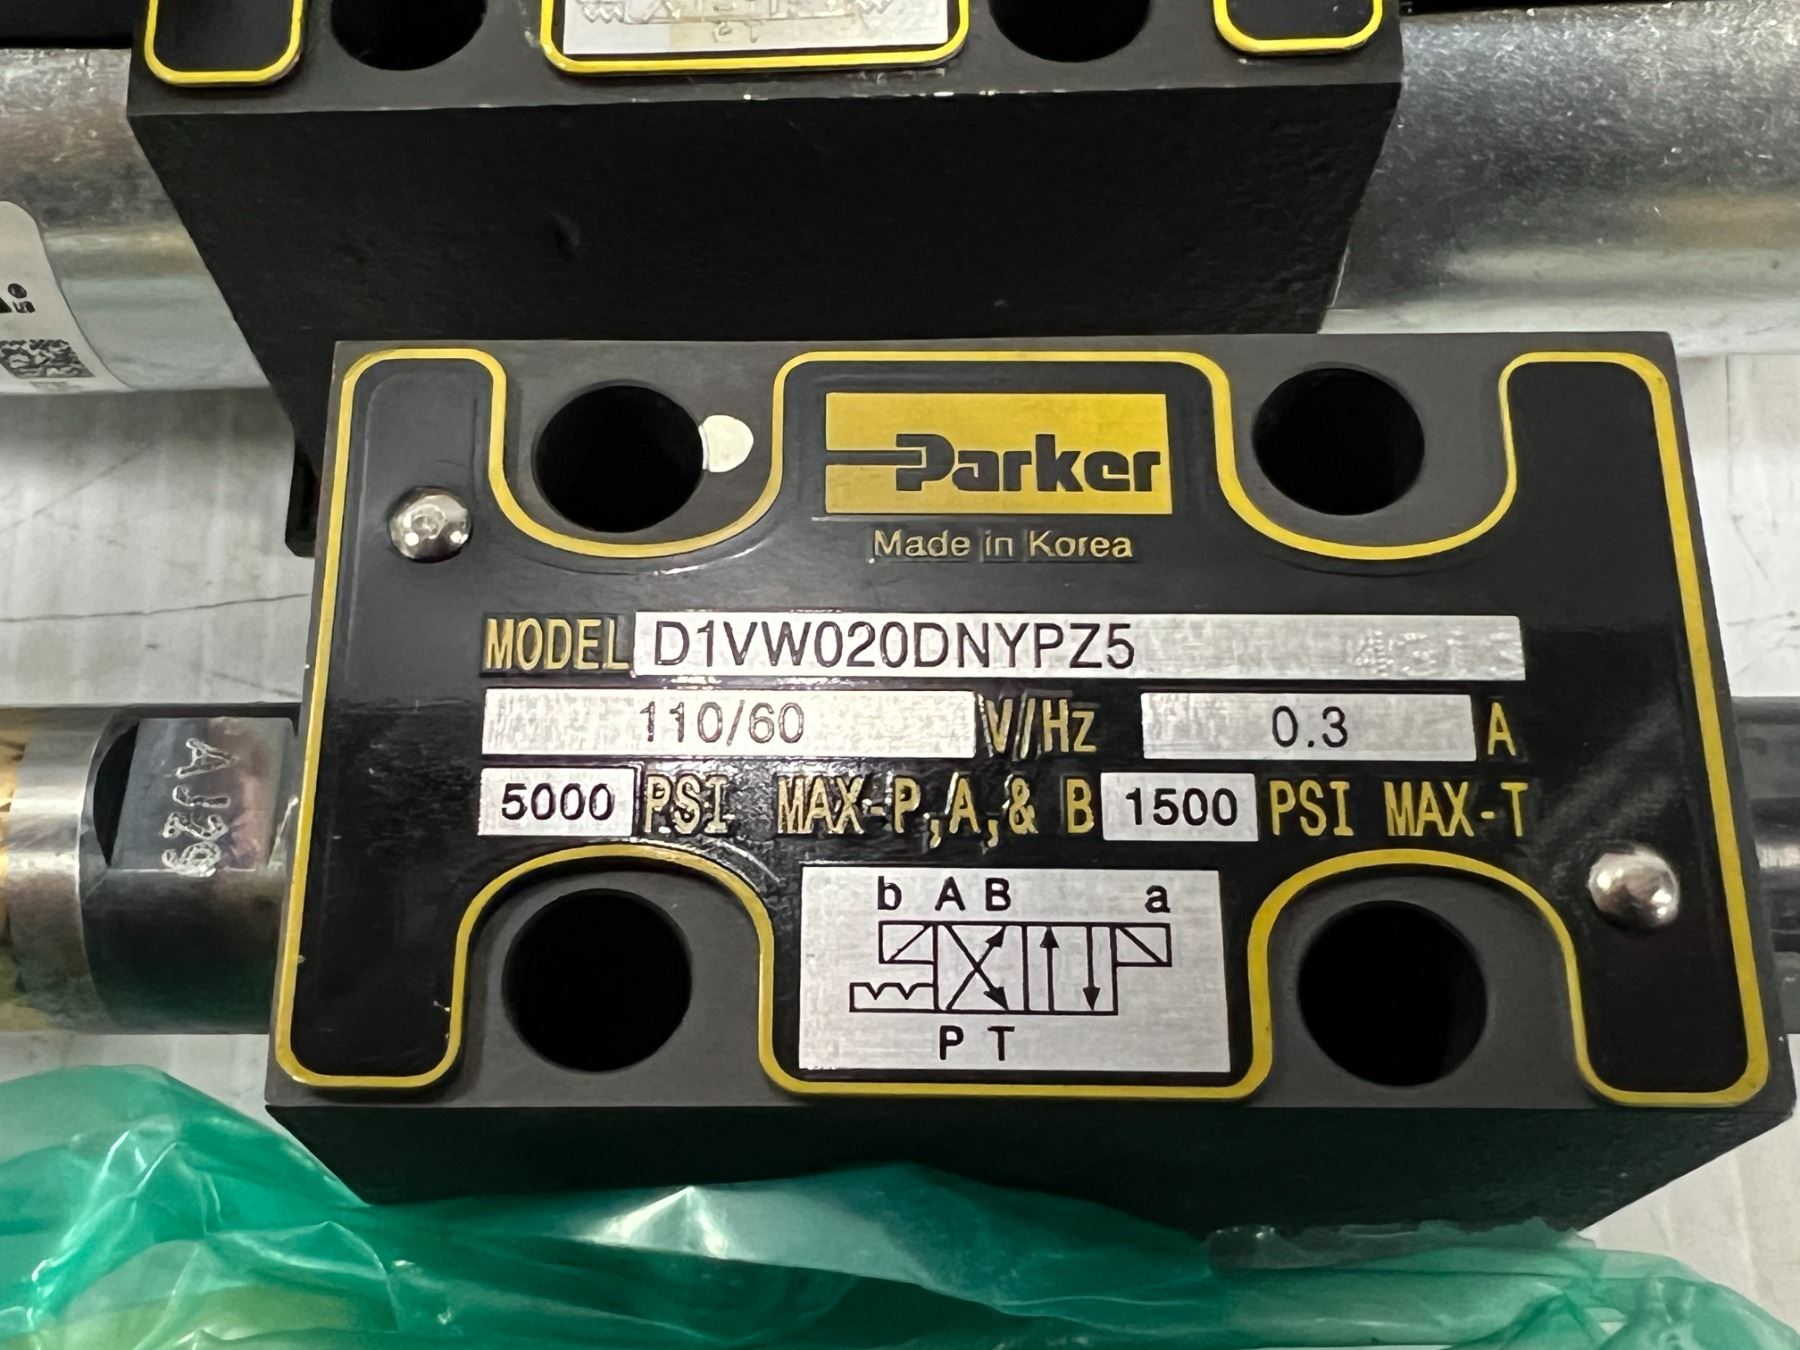 Parker
Made in Korea
MODEL D1VW020DNYPZ5
110/60 V/Hz 0.3 A
5000 PSI MAX-P,A,& B 1500 PSI MAX-T
b A B a
P T